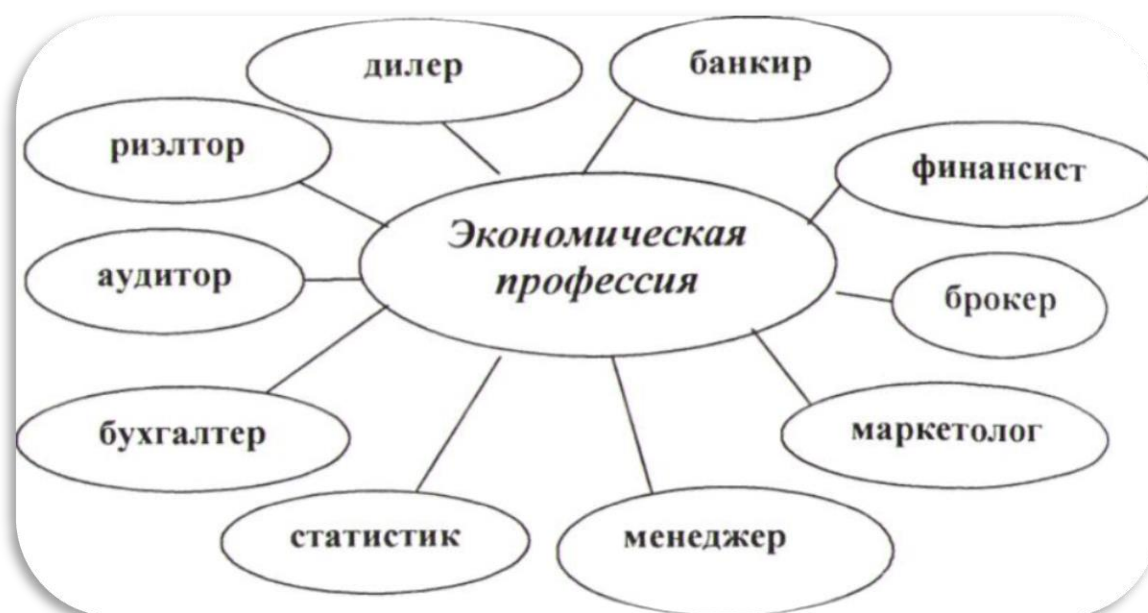 дилер
банкир
риэлтор
финансист
Экономическая
профессия
аудитор
брокер
бухгалтер
маркетолог
статистик
менеджер